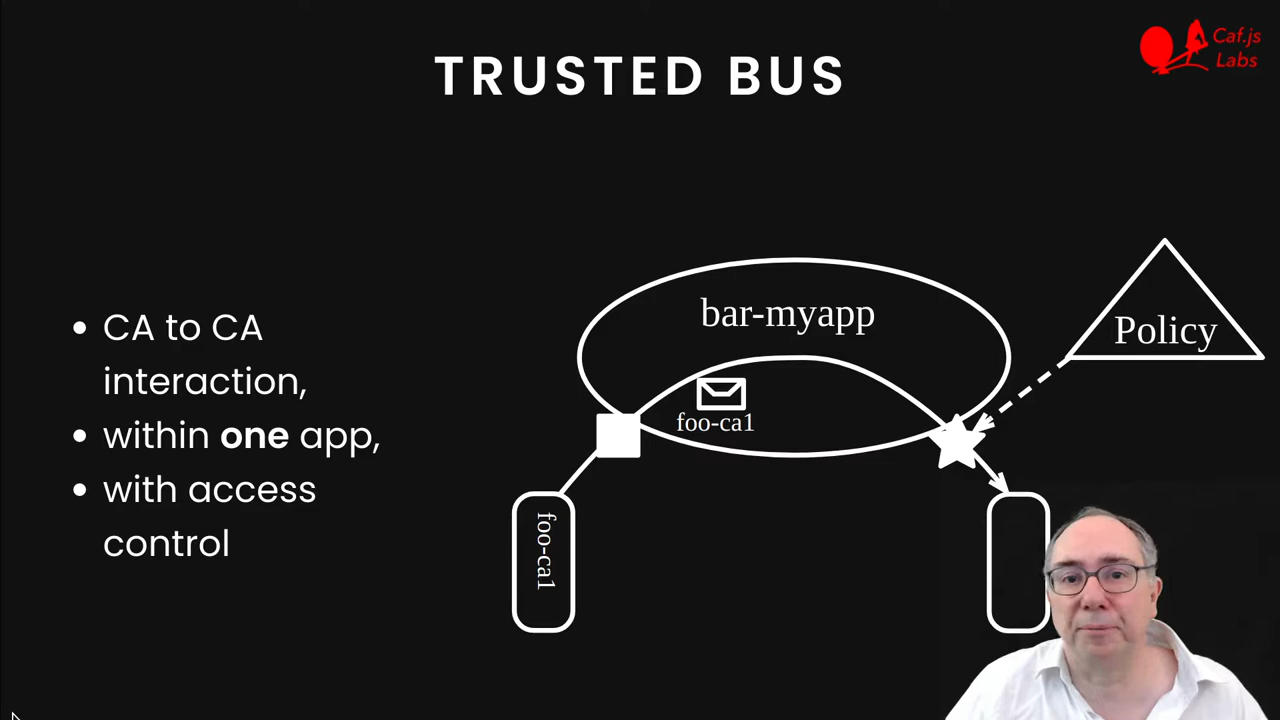 TRUSTED BUS
Caf.js
Labs
CA to CA
interaction,
within one app,
with access
control
bar-myapp
Policy
foo-ca1
foo-ca1